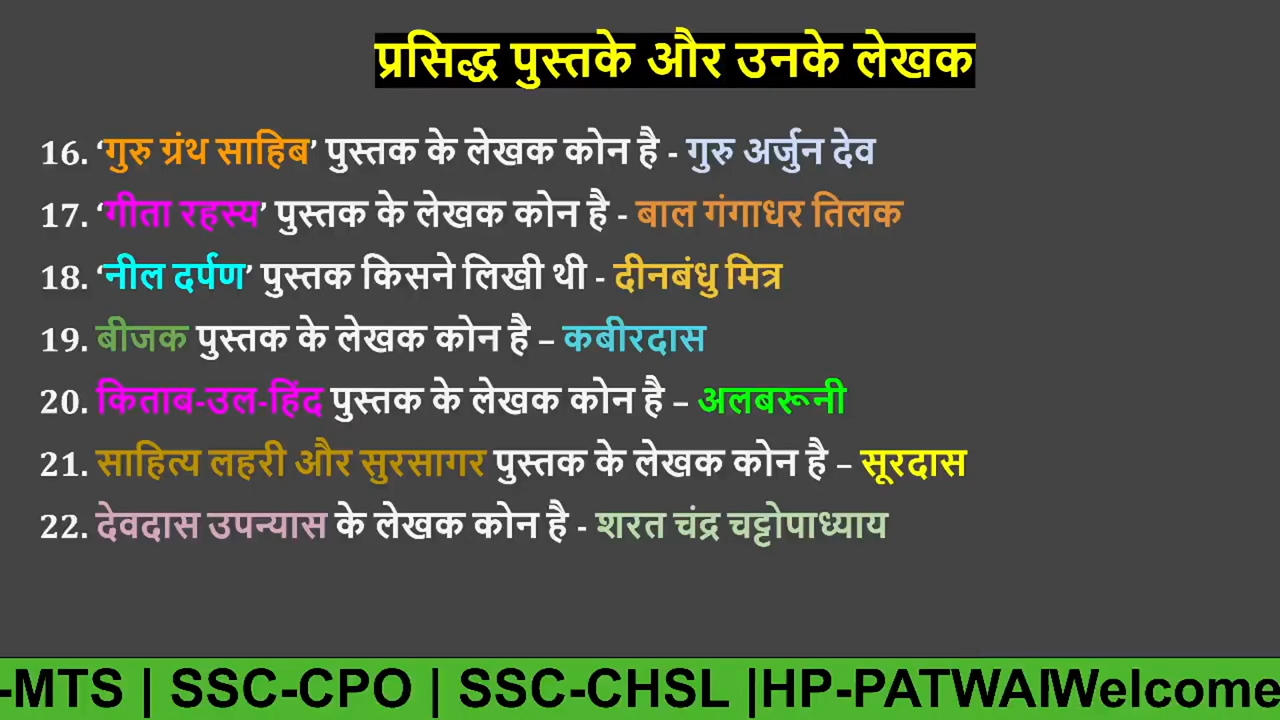 प्रसिद्ध पुस्तके और उनके लेखक
16. ‘गुरु ग्रंथ साहिब’ पुस्तक के लेखक कोन है - गुरु अर्जुन देव
17. ‘गीता रहस्य’ पुस्तक के लेखक कोन है - बाल गंगाधर तिलक
18. ‘नील दर्पण’ पुस्तक किसने लिखी थी - दीनबंधु मित्र
19. बीजक पुस्तक के लेखक कोन है – कबीरदास
20. किताब-उल-हिंद पुस्तक के लेखक कोन है – अलबरूनी
21. साहित्य लहरी और सुरसागर पुस्तक के लेखक कोन है – सूरदास
22. देवदास उपन्यास के लेखक कोन है - शरत चंद्र चट्टोपाध्याय
-MTS | SSC-CPO | SSC-CHSL |HP-PATWA Welcome